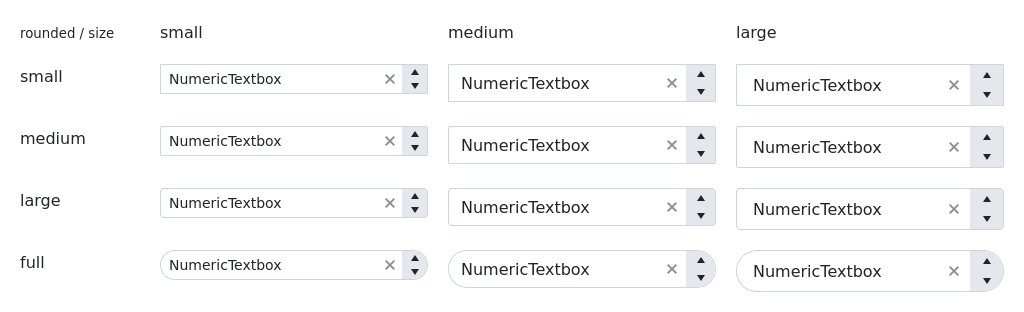 rounded / size small medium large
small NumericTextbox NumericTextbox NumericTextbox
medium NumericTextbox NumericTextbox NumericTextbox
large NumericTextbox NumericTextbox NumericTextbox
full NumericTextbox NumericTextbox NumericTextbox